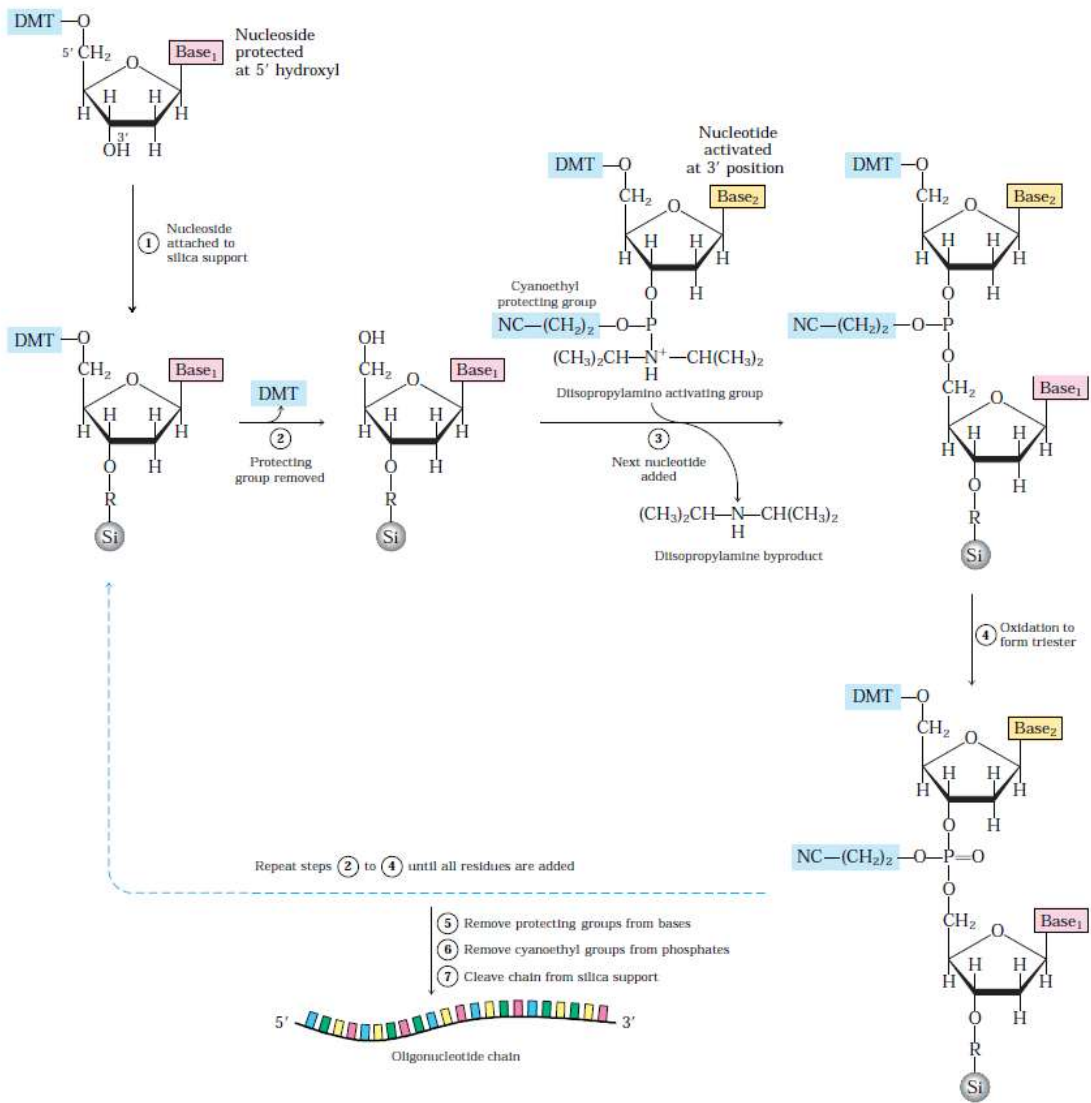 DMT—O
5′ CH₂
O
Base₁
Nucleoside
protected
at 5′ hydroxyl
H H
H H
3′
OH H
1 Nucleoside
attached to
silica support
DMT—O
CH₂
O
Base₁
H H
H H
O H
R
Si
DMT
2
Protecting
group removed
OH
CH₂
O
Base₁
H H
H H
O H
R
Si
Nucleotide
activated
at 3′ position
DMT—O
CH₂
O
Base₂
H H
H H
O H
Cyanoethyl
protecting group
NC—(CH₂)₂—O—P
(CH₃)₂CH—N⁺—CH(CH₃)₂
H
Diisopropylamino activating group
3
Next nucleotide
added
(CH₃)₂CH—N—CH(CH₃)₂
H
Diisopropylamine byproduct
DMT—O
CH₂
O
Base₂
H H
H H
O H
NC—(CH₂)₂—O—P
O
CH₂
O
Base₁
H H
H H
O H
R
Si
4 Oxidation to
form triester
DMT—O
CH₂
O
Base₂
H H
H H
O H
NC—(CH₂)₂—O—P=O
O
CH₂
O
Base₁
H H
H H
O H
R
Si
Repeat steps 2 to 4 until all residues are added
5 Remove protecting groups from bases
6 Remove cyanoethyl groups from phosphates
7 Cleave chain from silica support
5′ 3′
Oligonucleotide chain